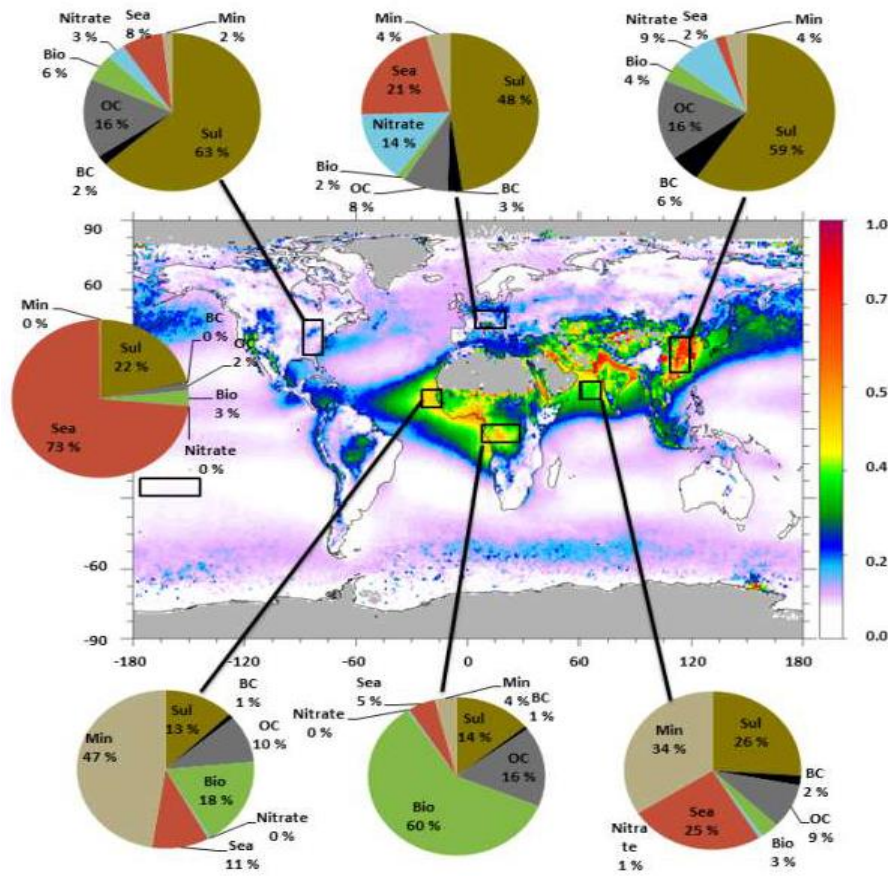 Nitrate
3 %
Sea
8 %
Min
2 %
Bio
6 %
OC
16 %
Sul
63 %
BC
2 %
Min
4 %
Sea
21 %
Sul
48 %
Nitrate
14 %
Bio
2 %
OC
8 %
BC
3 %
Nitrate
9 %
Sea
2 %
Min
4 %
Bio
4 %
OC
16 %
Sul
59 %
BC
6 %
Min
0 %
Sul
22 %
BC
0 %
OC
2 %
Bio
3 %
Sea
73 %
Nitrate
0 %
90
60
-60
-90
-180
-120
-60
0
60
120
180
1.0
0.7
0.5
0.4
0.2
0.0
Min
47 %
Sul
13 %
BC
1 %
OC
10 %
Bio
18 %
Nitrate
0 %
Sea
11 %
Sea
5 %
Nitrate
0 %
Min
4 %
BC
1 %
Sul
14 %
OC
16 %
Bio
60 %
Min
34 %
Sul
26 %
BC
2 %
OC
9 %
Bio
3 %
Sea
25 %
Nitra
te
1 %